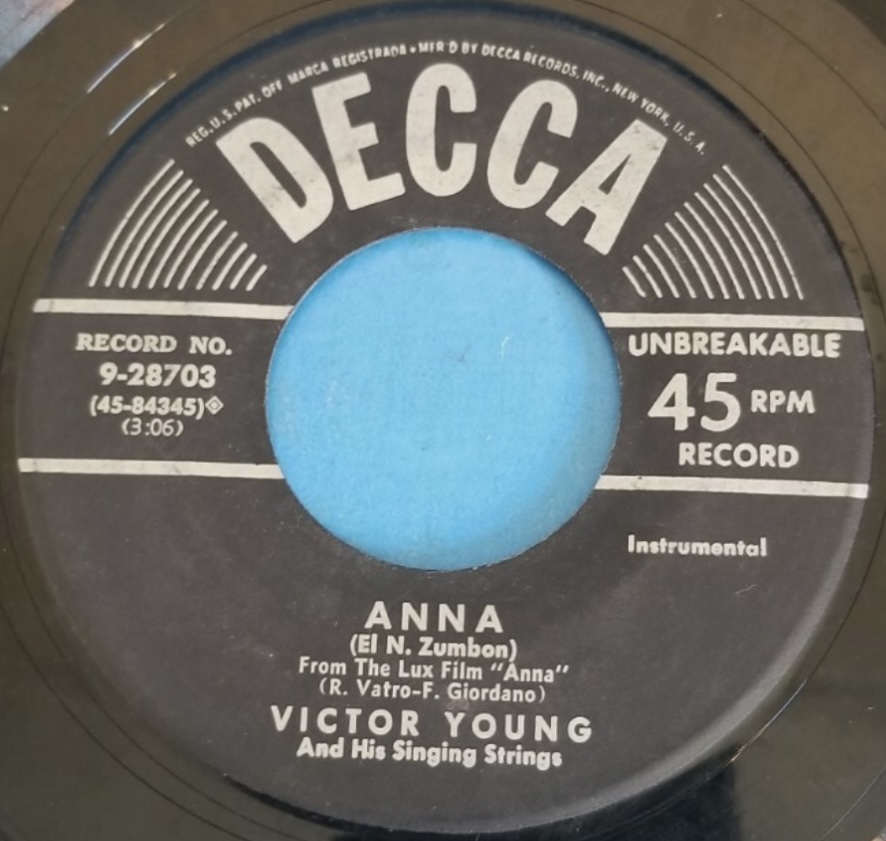 REG. U.S. PAT. OFF. MARCA REGISTRADA • MFR'D BY DECCA RECORDS, INC., NEW YORK, U.S.A.
DECCA
RECORD NO.
9-28703
(45-84345)
(3:06)
UNBREAKABLE
45 RPM
RECORD
Instrumental
ANNA
(El N. Zumbon)
From The Lux Film "Anna"
(R. Vatro-F. Giordano)
VICTOR YOUNG
And His Singing Strings